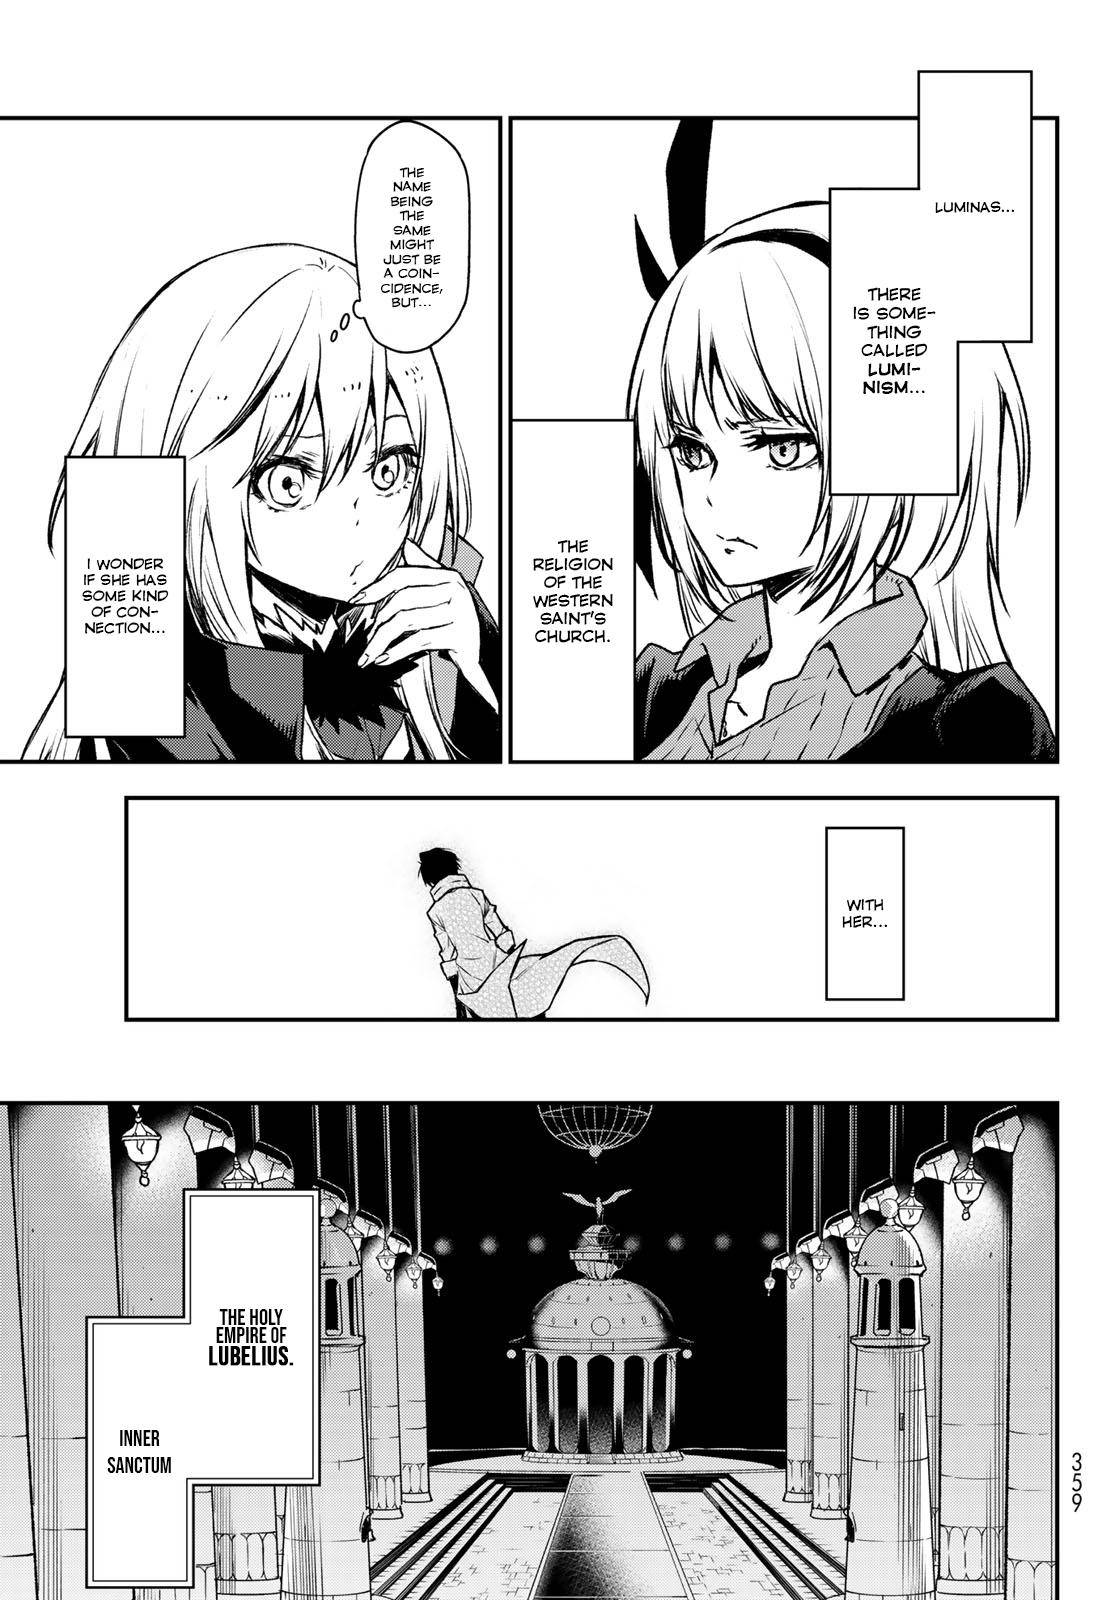 LUMINAS...
THERE
IS SOME-
THING
CALLED
LUMI-
NISM...
THE
RELIGION
OF THE
WESTERN
SAINT'S
CHURCH.
THE
NAME
BEING
THE
SAME
MIGHT
JUST BE
A COIN-
CIDENCE,
BUT...
I WONDER
IF SHE HAS
SOME KIND
OF CON-
NECTION...
WITH
HER...
THE HOLY
EMPIRE OF
LUBELIUS.
INNER
SANCTUM
359